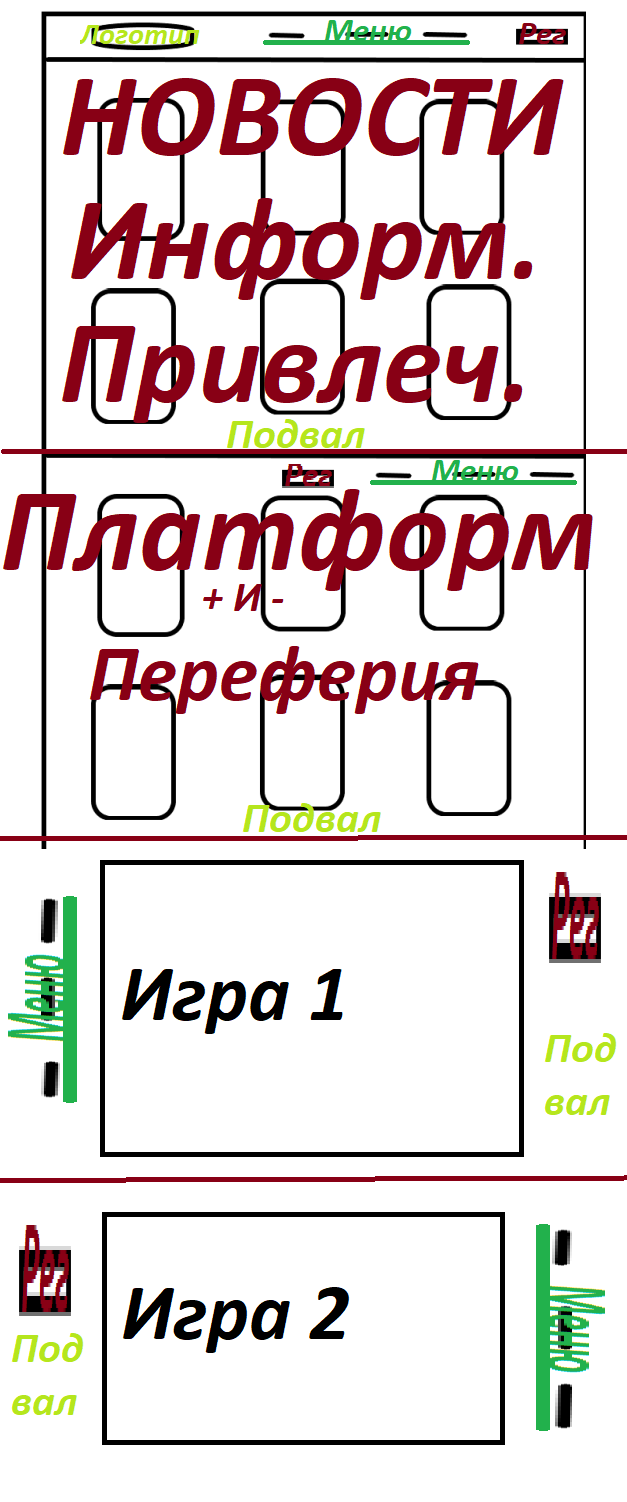 Логотип Меню Рег
НОВОСТИ
Информ.
Привлеч.
Подвал
Рег Меню
Платформ
+ И -
Переферия
Подвал
Меню
Игра 1
Рег
Под
вал
Рег
Под
вал
Игра 2
Меню